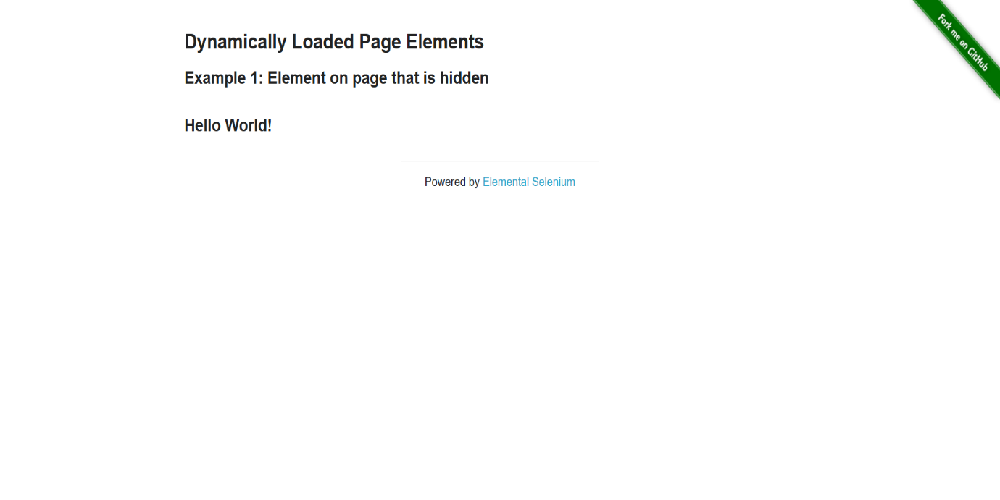 Dynamically Loaded Page Elements
Example 1: Element on page that is hidden
Hello World!
Powered by Elemental Selenium
Fork me on GitHub